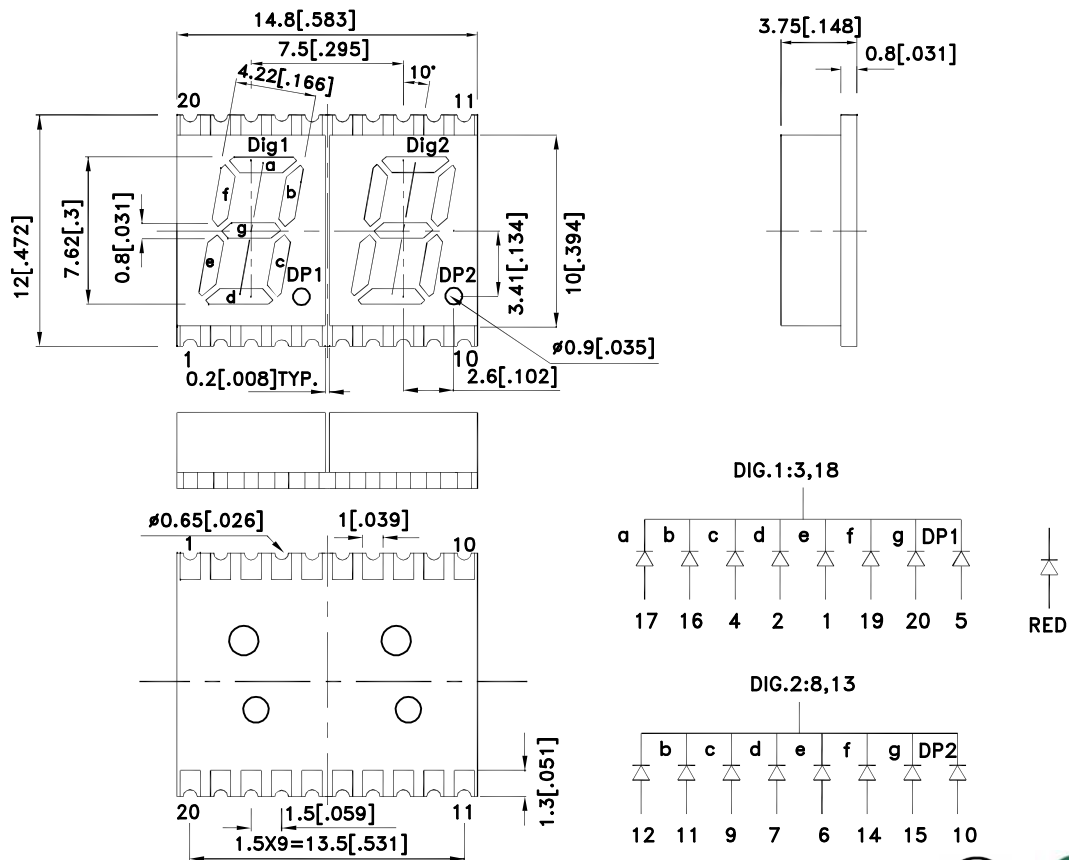 14.8[.583]
7.5[.295]
4.22[.166]
10°
20
11
Dig1
Dig2
a
f
b
g
e
c
d
DP1
DP2
12[.472]
7.62[.3]
0.8[.031]
3.41[.134]
10[.394]
1
10
ø0.9[.035]
0.2[.008]TYP.
2.6[.102]
3.75[.148]
0.8[.031]
ø0.65[.026]
1[.039]
1
10
20
11
1.5[.059]
1.5X9=13.5[.531]
1.3[.051]
DIG.1:3,18
a b c d e f g DP1
17 16 4 2 1 19 20 5
RED
DIG.2:8,13
b c d e f g DP2
12 11 9 7 6 14 15 10